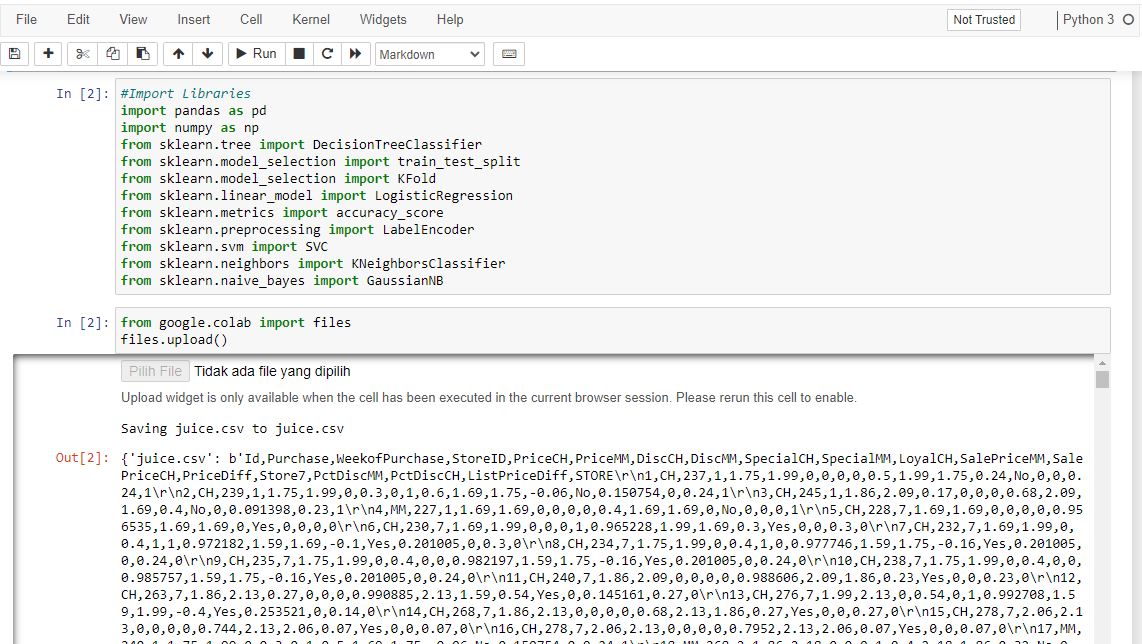 File Edit View Insert Cell Kernel Widgets Help Not Trusted Python 3
Run Markdown
In [2]: #Import Libraries
import pandas as pd
import numpy as np
from sklearn.tree import DecisionTreeClassifier
from sklearn.model_selection import train_test_split
from sklearn.model_selection import KFold
from sklearn.linear_model import LogisticRegression
from sklearn.metrics import accuracy_score
from sklearn.preprocessing import LabelEncoder
from sklearn.svm import SVC
from sklearn.neighbors import KNeighborsClassifier
from sklearn.naive_bayes import GaussianNB
In [2]: from google.colab import files
files.upload()
Pilih File Tidak ada file yang dipilih
Upload widget is only available when the cell has been executed in the current browser session. Please rerun this cell to enable.
Saving juice.csv to juice.csv
Out[2]: {'juice.csv': b'Id,Purchase,WeekofPurchase,StoreID,PriceCH,PriceMM,DiscCH,DiscMM,SpecialCH,SpecialMM,LoyalCH,SalePriceMM,Sale
PriceCH,PriceDiff,Store7,PctDiscMM,PctDiscCH,ListPriceDiff,STORE\r\n1,CH,237,1,1.75,1.99,0,0,0,0,0.5,1.99,1.75,0.24,No,0,0,0.
24,1\r\n2,CH,239,1,1.75,1.99,0,0.3,0,1,0.6,1.69,1.75,-0.06,No,0.150754,0,0.24,1\r\n3,CH,245,1,1.86,2.09,0.17,0,0,0,0.68,2.09,
1.69,0.4,No,0,0.091398,0.23,1\r\n4,MM,227,1,1.69,1.69,0,0,0,0,0.4,1.69,1.69,0,No,0,0,0,1\r\n5,CH,228,7,1.69,1.69,0,0,0,0,0.95
6535,1.69,1.69,0,Yes,0,0,0,0\r\n6,CH,230,7,1.69,1.99,0,0,0,1,0.965228,1.99,1.69,0.3,Yes,0,0,0.3,0\r\n7,CH,232,7,1.69,1.99,0,
0.4,1,1,0.972182,1.59,1.69,-0.1,Yes,0.201005,0,0.3,0\r\n8,CH,234,7,1.75,1.99,0,0.4,1,0,0.977746,1.59,1.75,-0.16,Yes,0.201005,
0,0.24,0\r\n9,CH,235,7,1.75,1.99,0,0.4,0,0,0.982197,1.59,1.75,-0.16,Yes,0.201005,0,0.24,0\r\n10,CH,238,7,1.75,1.99,0,0.4,0,0,
0.985757,1.59,1.75,-0.16,Yes,0.201005,0,0.24,0\r\n11,CH,240,7,1.86,2.09,0,0,0,0,0.988606,2.09,1.86,0.23,Yes,0,0,0.23,0\r\n12,
CH,263,7,1.86,2.13,0.27,0,0,0,0.990885,2.13,1.59,0.54,Yes,0,0.145161,0.27,0\r\n13,CH,276,7,1.99,2.13,0,0.54,0,1,0.992708,1.5
9,1.99,-0.4,Yes,0.253521,0,0.14,0\r\n14,CH,268,7,1.86,2.13,0,0,0,0,0.68,2.13,1.86,0.27,Yes,0,0,0.27,0\r\n15,CH,278,7,2.06,2.1
3,0,0,0,0,0.744,2.13,2.06,0.07,Yes,0,0,0.07,0\r\n16,CH,278,7,2.06,2.13,0,0,0,0,0.7952,2.13,2.06,0.07,Yes,0,0,0.07,0\r\n17,MM,